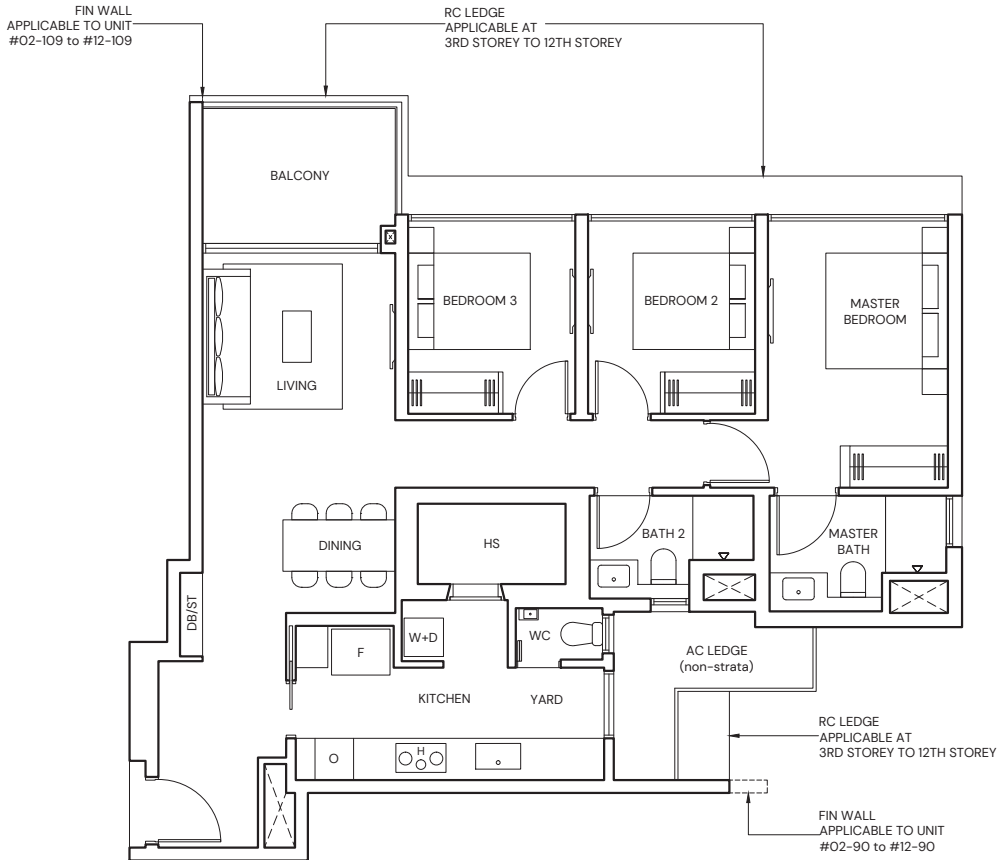 FIN WALL
APPLICABLE TO UNIT
#02-109 to #12-109
RC LEDGE
APPLICABLE AT
3RD STOREY TO 12TH STOREY
BALCONY
BEDROOM 3
BEDROOM 2
MASTER
BEDROOM
LIVING
DINING
HS
BATH 2
MASTER
BATH
DB/ST
W+D
WC
F
AC LEDGE
(non-strata)
KITCHEN
YARD
RC LEDGE
APPLICABLE AT
3RD STOREY TO 12TH STOREY
O
H
FIN WALL
APPLICABLE TO UNIT
#02-90 to #12-90